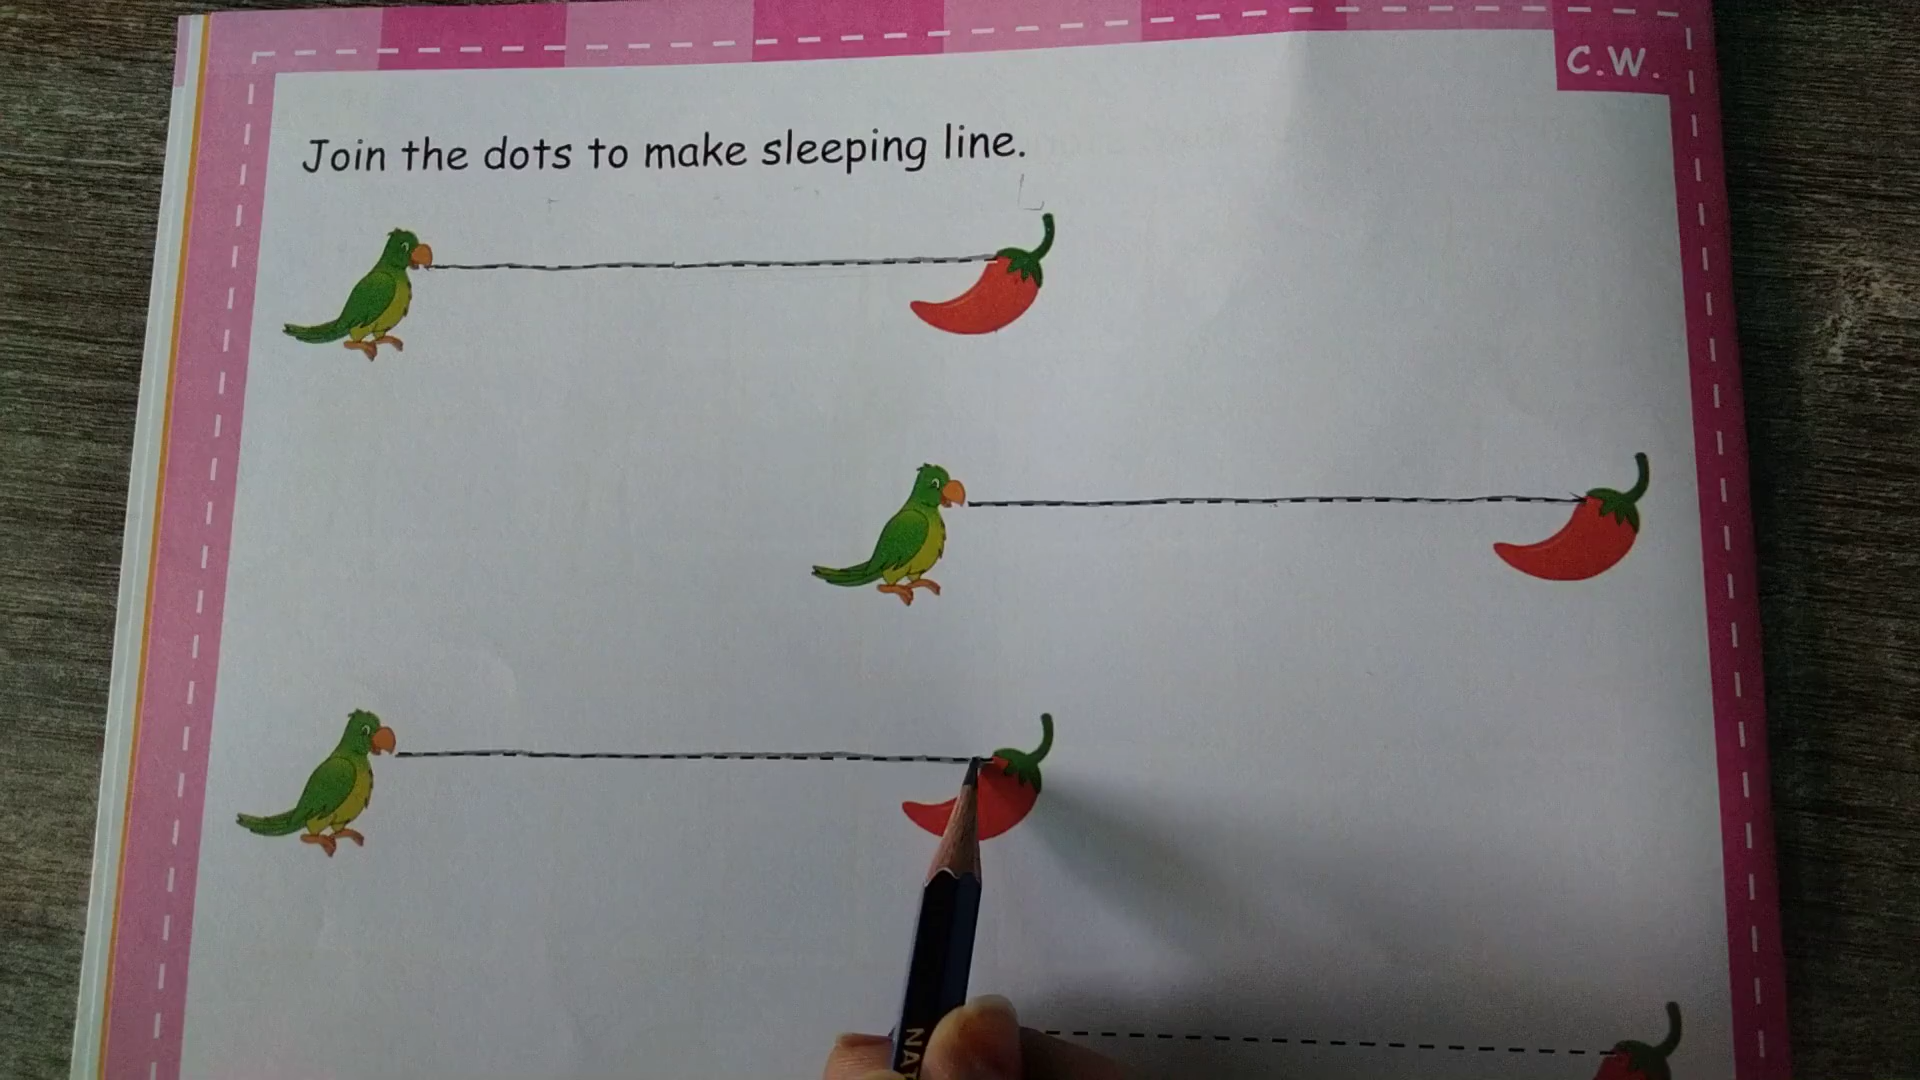 C.W.
Join the dots to make sleeping line.